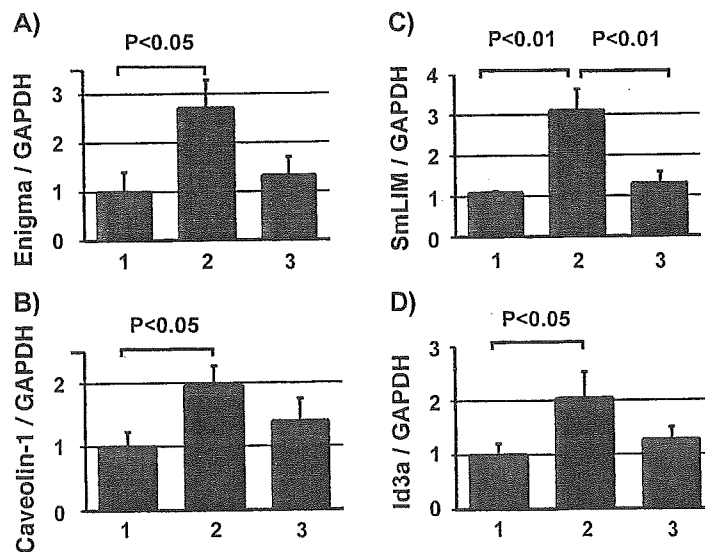 A)
P<0.05
Enigma / GAPDH
3
2
1
0
1 2 3
B)
P<0.05
Caveolin-1 / GAPDH
2
1
0
1 2 3
C)
P<0.01 P<0.01
SmLIM / GAPDH
4
3
2
1
0
1 2 3
D)
P<0.05
Id3a / GAPDH
3
2
1
0
1 2 3